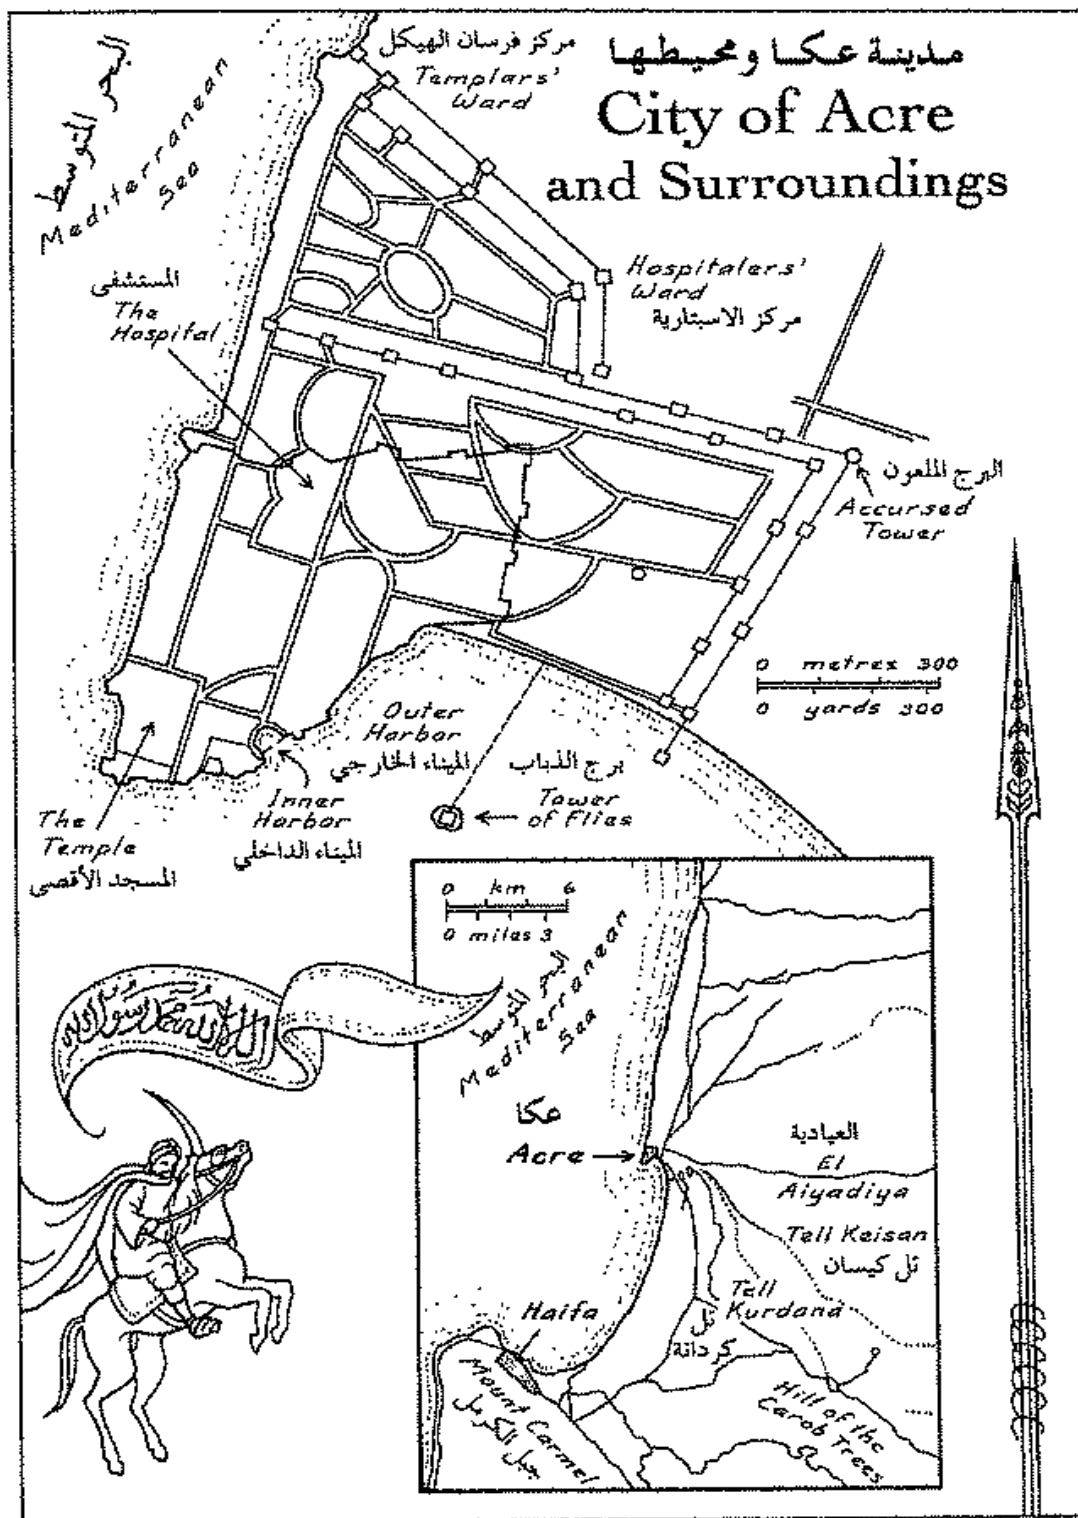 مدينة عكا ومحيطها
City of Acre
and Surroundings
البحر المتوسط
Mediterranean
Sea
مركز فرسان الهيكل
Templars'
Ward
Hospitalers'
Ward
مركز الاسبتارية
المستشفى
The
Hospital
البرج الملعون
Accursed
Tower
0 metres 300
0 yards 300
Outer
Harbor
الميناء الخارجي
برج الذباب
Tower
of Flies
Inner
Harbor
الميناء الداخلي
The
Temple
المسجد الأقصى
0 km 6
0 miles 3
البحر المتوسط
Mediterranean
Sea
عكا
Acre
العيادية
El
Aiyadiya
Tell Keisan
تل كيسان
Tell
Kurdana
تل
كردانة
Haifa
Mount Carmel
جبل الكرمل
Hill of the
Carob Trees